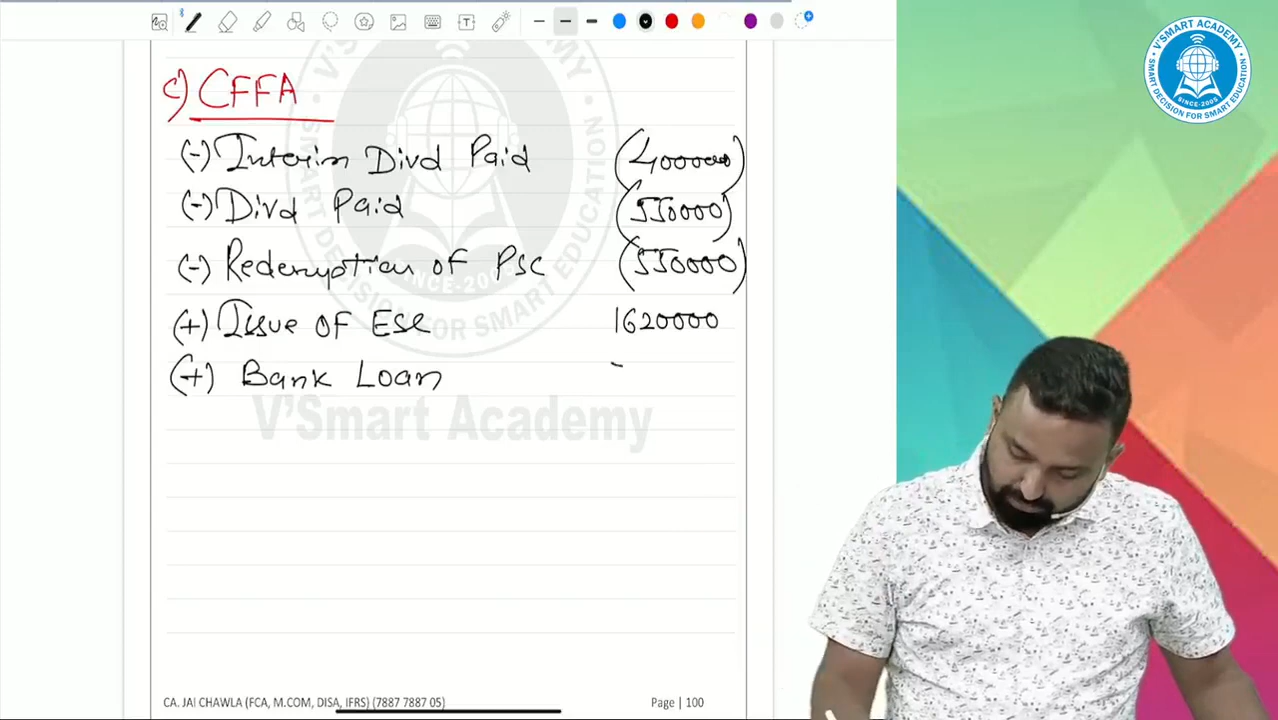 V'SMART ACADEMY
SMART DECISION FOR SMART EDUCATION
SINCE-2005
c) CFFA
(-) Interim Divd Paid (400000)
(-) Divd Paid (550000)
(-) Redemption of Psc (550000)
(+) Issue of Esc 1620000
(+) Bank Loan
SINCE-2005
V'Smart Academy
CA. JAI CHAWLA (FCA, M.COM, DISA, IFRS) (7887 7887 05) Page | 100